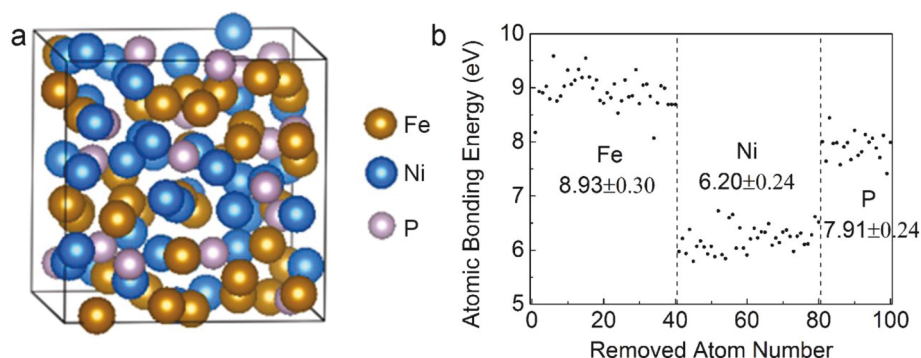 a
Fe
Ni
P
b
Atomic Bonding Energy (eV)
10
9
8
7
6
5
Fe
8.93±0.30
Ni
6.20±0.24
P
7.91±0.24
0
20
40
60
80
100
Removed Atom Number